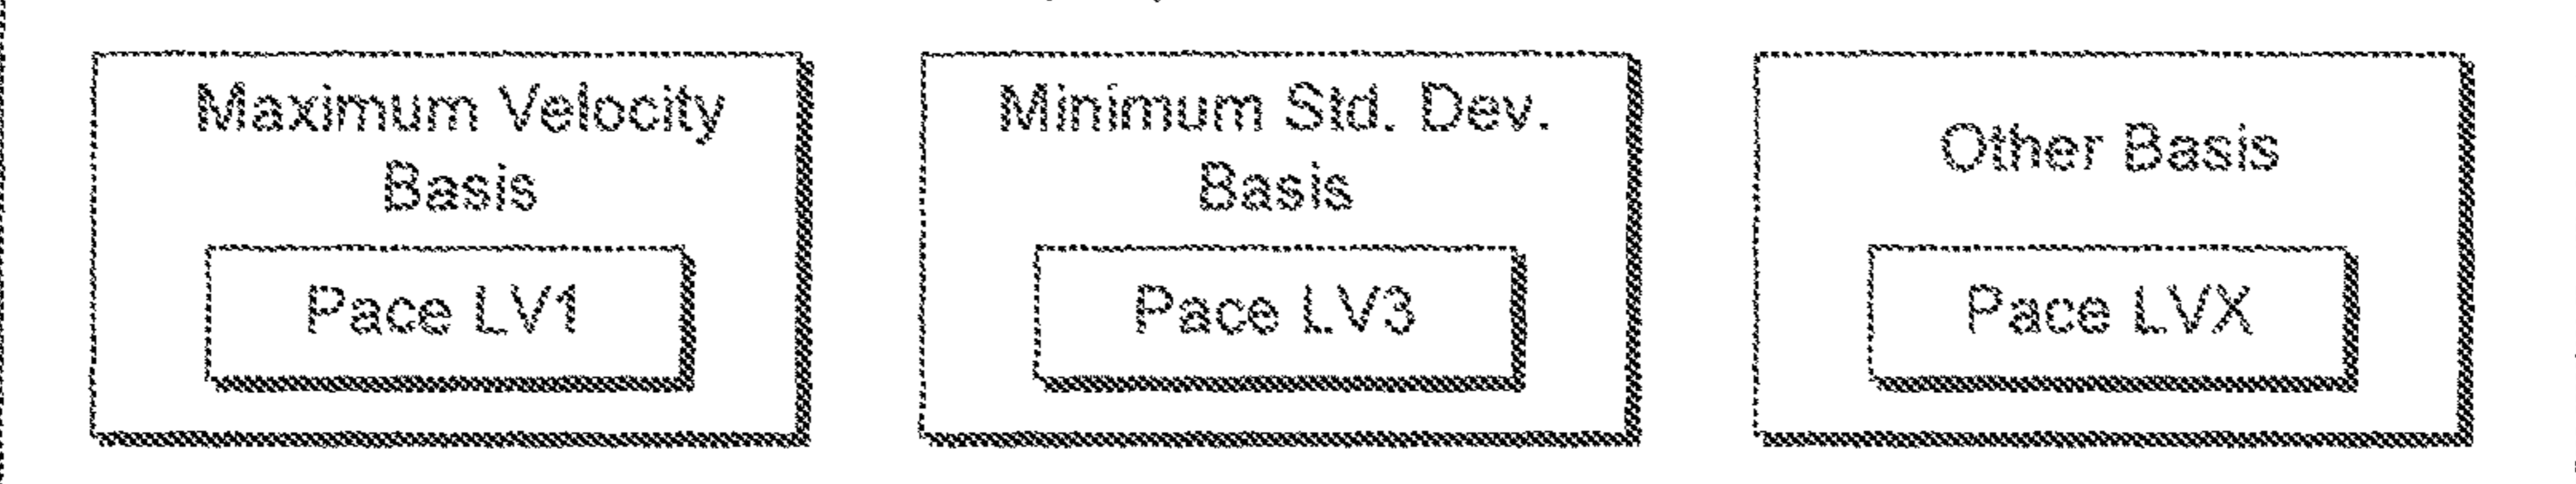 Maximum Velocity
Basis
Pace LV1
Minimum Std. Dev.
Basis
Pace LV3
Other Basis
Pace LVX